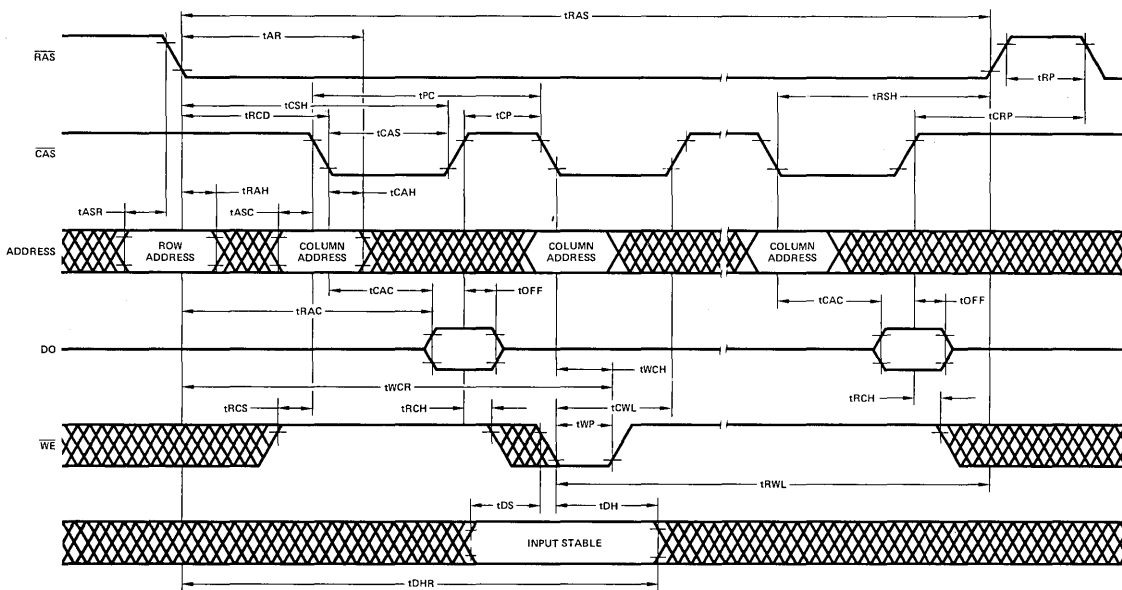 tRAS
tAR
RAS
tRP
tPC
tCSH
tRSH
tRCD
tCP
tCRP
tCAS
CAS
tRAH
tCAH
tASR
tASC
ADDRESS
ROW
ADDRESS
COLUMN
ADDRESS
COLUMN
ADDRESS
COLUMN
ADDRESS
tCAC
tOFF
tCAC
tOFF
tRAC
DO
tWCH
tWCR
tRCS
tRCH
tCWL
tRCH
tWP
WE
tRWL
tDS
tDH
INPUT STABLE
tDHR